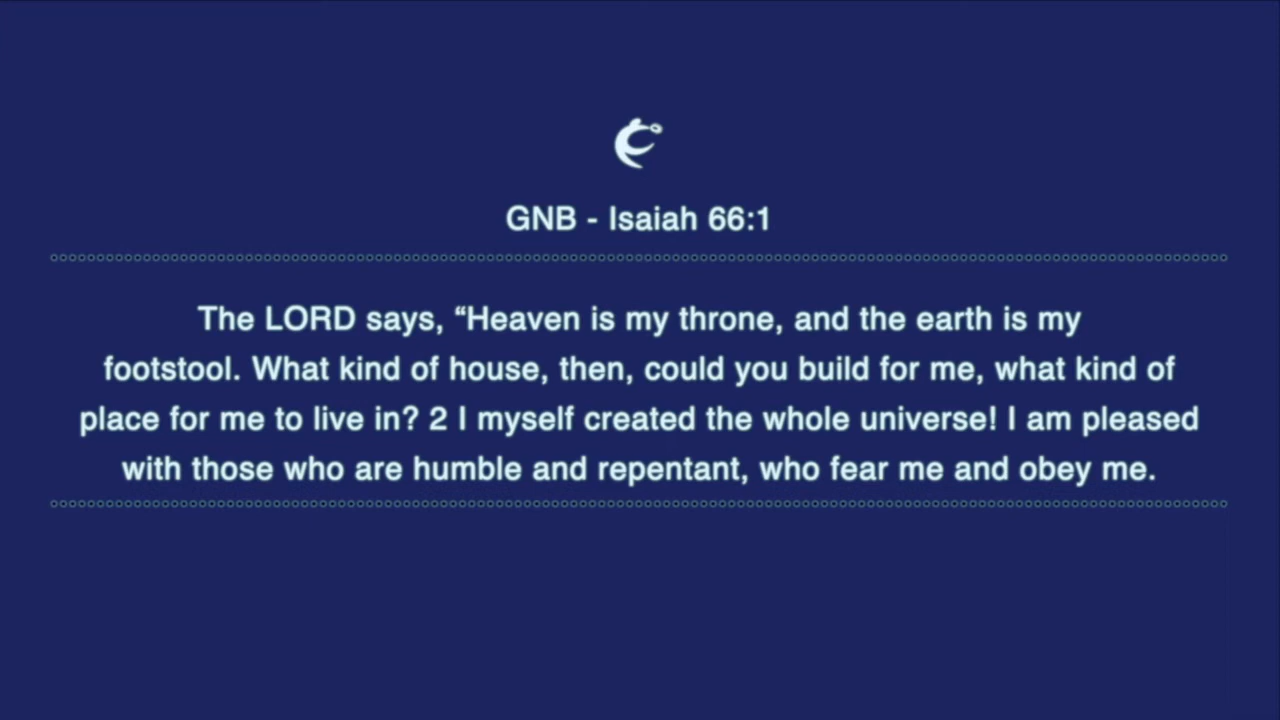 GNB - Isaiah 66:1
The LORD says, “Heaven is my throne, and the earth is my
footstool. What kind of house, then, could you build for me, what kind of
place for me to live in? 2 I myself created the whole universe! I am pleased
with those who are humble and repentant, who fear me and obey me.